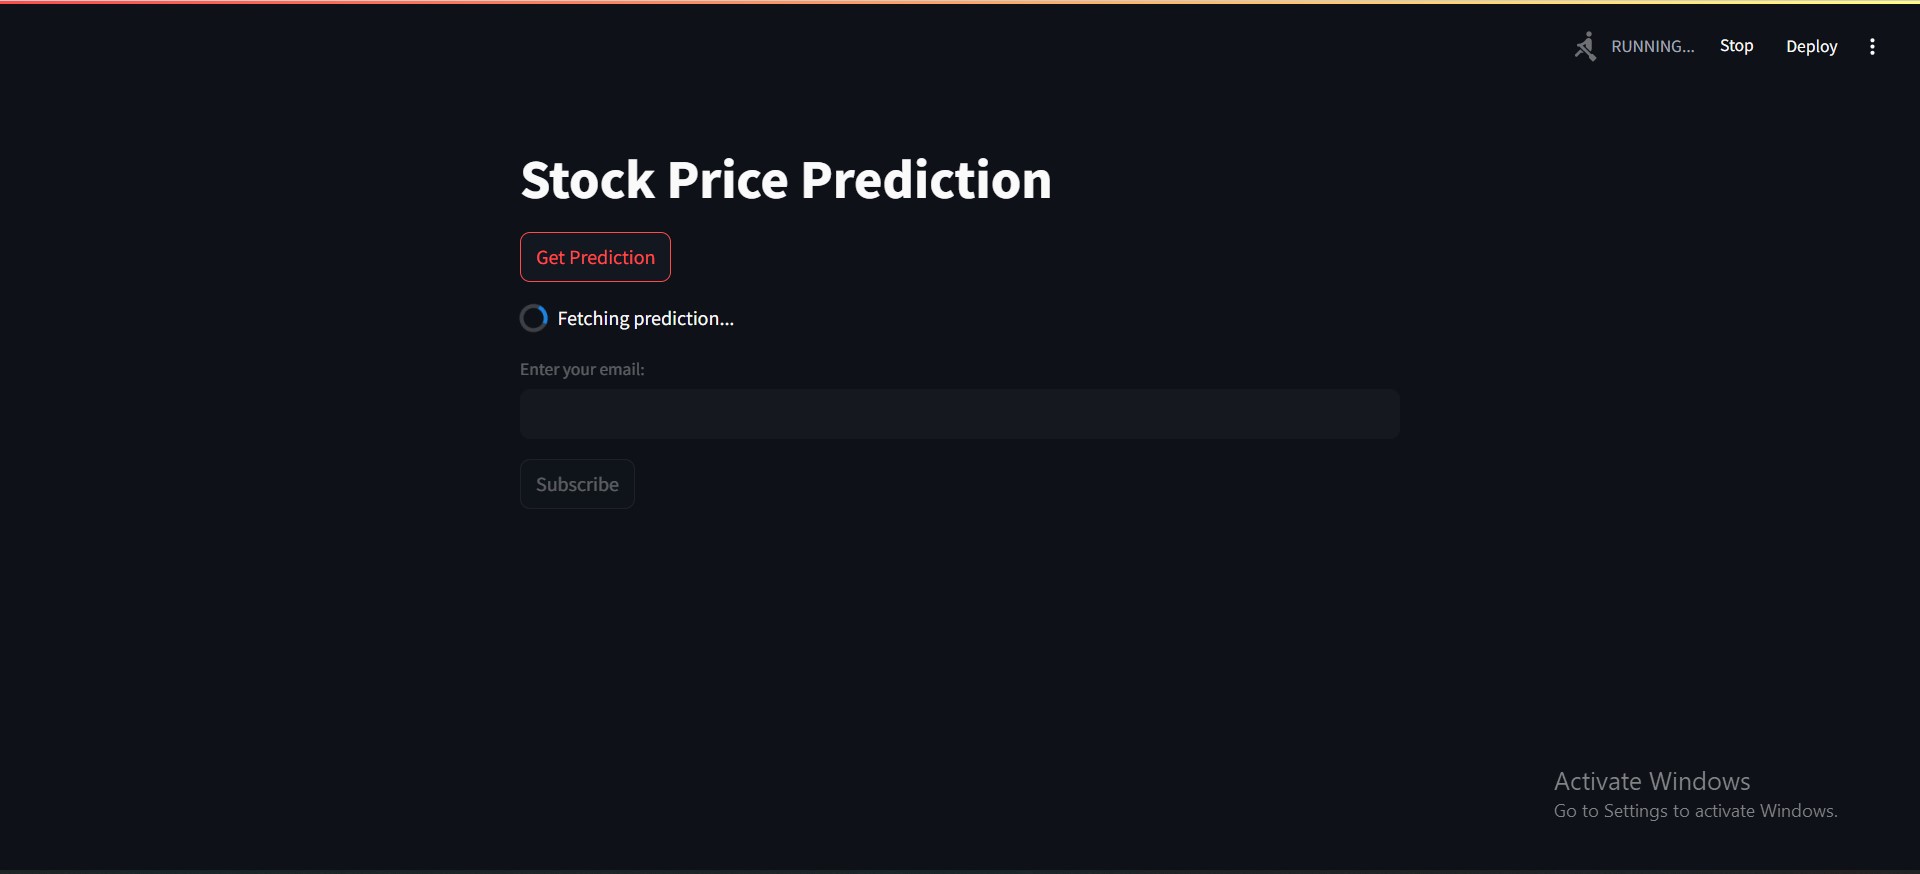 RUNNING... Stop Deploy
Stock Price Prediction
Get Prediction
Fetching prediction...
Enter your email:
Subscribe
Activate Windows
Go to Settings to activate Windows.